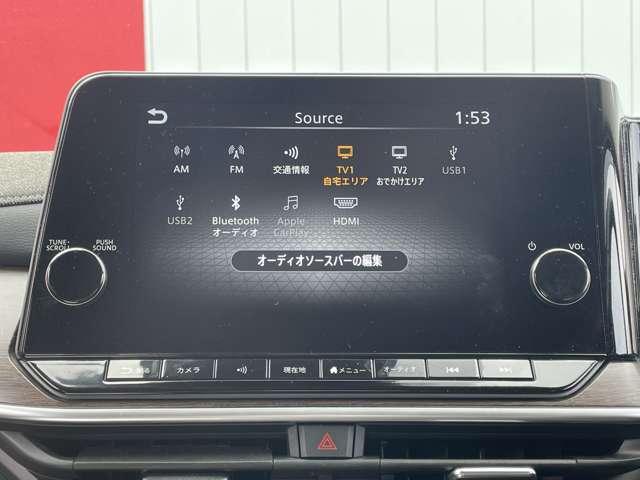 Source 1:53
AM FM 交通情報 TV1 TV2 USB1
自宅エリア おでかけエリア
USB2 Bluetooth Apple HDMI
オーディオ CarPlay
オーディオソースバーの編集
TUNE・ PUSH
SCROLL SOUND
VOL
戻る カメラ 現在地 メニュー オーディオ